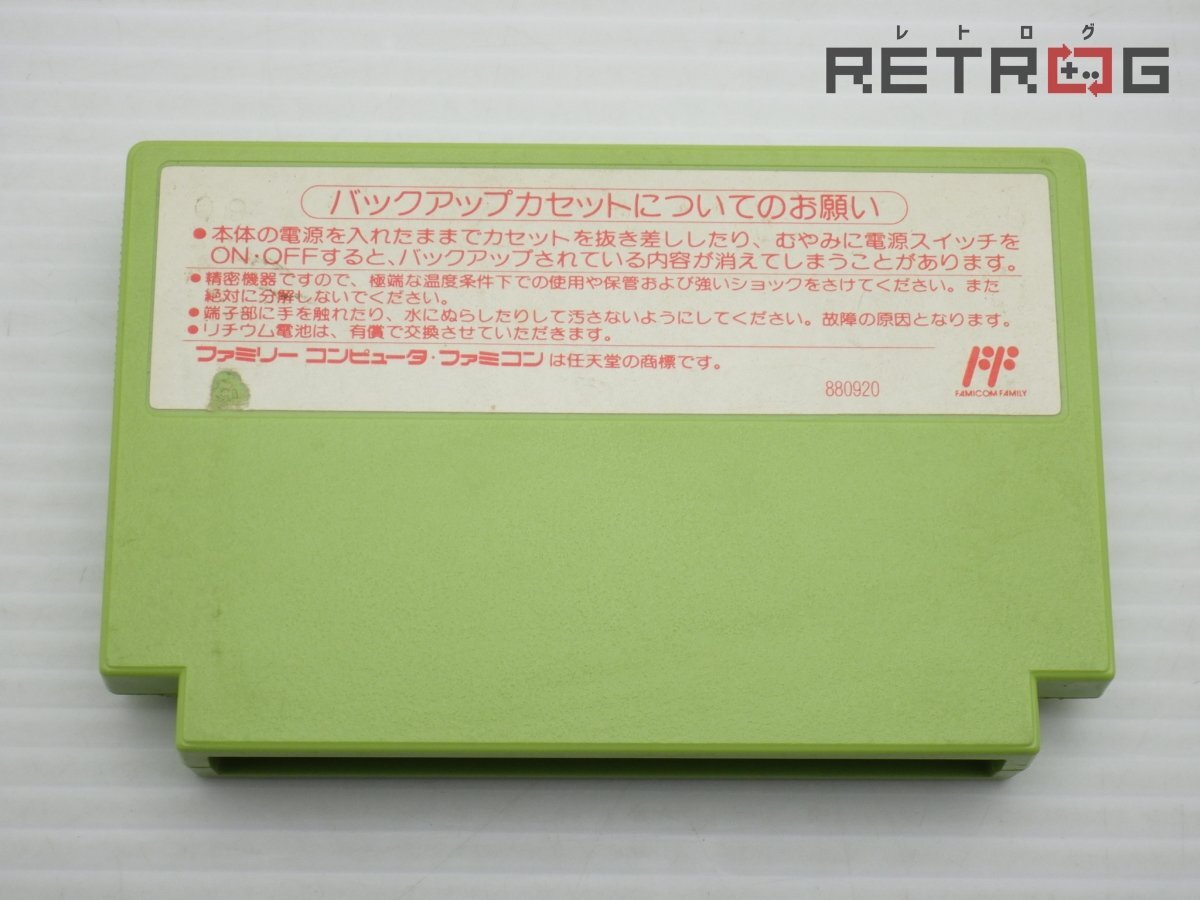 レトログ
RETROG
バックアップカセットについてのお願い
●本体の電源を入れたままでカセットを抜き差ししたり、むやみに電源スイッチを
ON・OFFすると、バックアップされている内容が消えてしまうことがあります。
●精密機器ですので、極端な温度条件下での使用や保管および強いショックをさけてください。また
絶対に分解しないでください。
●端子部に手を触れたり、水にぬらしたりして汚さないようにしてください。故障の原因となります。
●リチウム電池は、有償で交換させていただきます。
ファミリー コンピュータ・ファミコンは任天堂の商標です。
880920
FAMICOM FAMILY